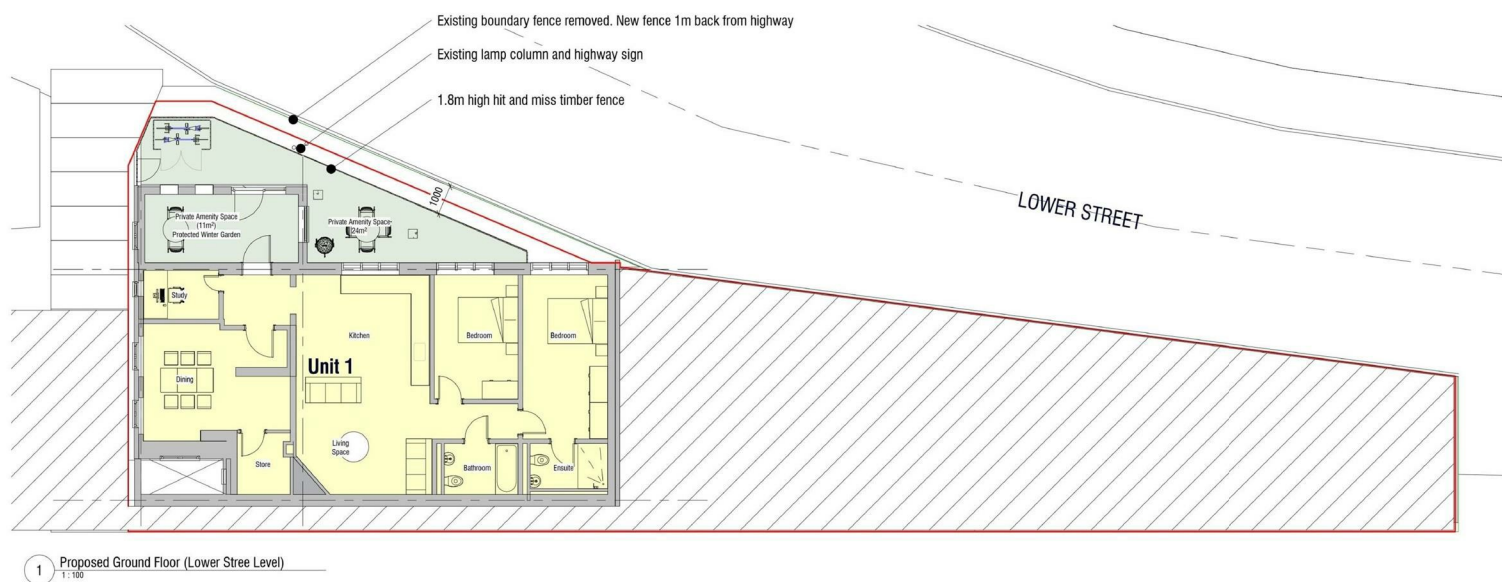 Existing boundary fence removed. New fence 1m back from highway
Existing lamp column and highway sign
1.8m high hit and miss timber fence
1000
LOWER STREET
Private Amenity Space
(11m²)
Protected Winter Garden
Private Amenity Space
24m²
Study
Kitchen
Bedroom
Bedroom
Unit 1
Dining
Living
Space
Store
Bathroom
Ensuite
1
Proposed Ground Floor (Lower Stree Level)
1 : 100